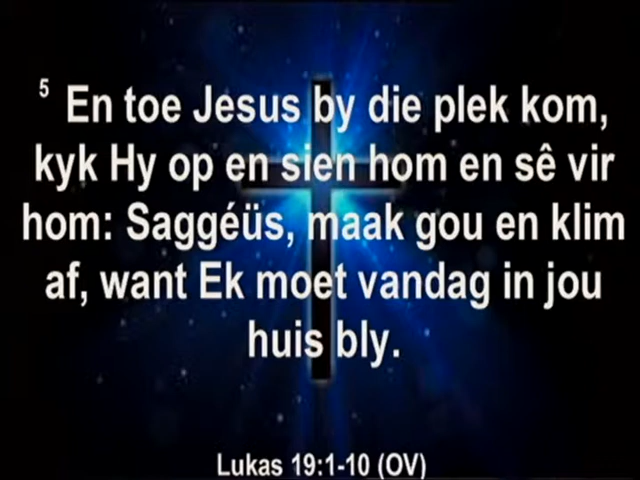 5 En toe Jesus by die plek kom,
kyk Hy op en sien hom en sê vir
hom: Saggéüs, maak gou en klim
af, want Ek moet vandag in jou
huis bly.
Lukas 19:1-10 (OV)